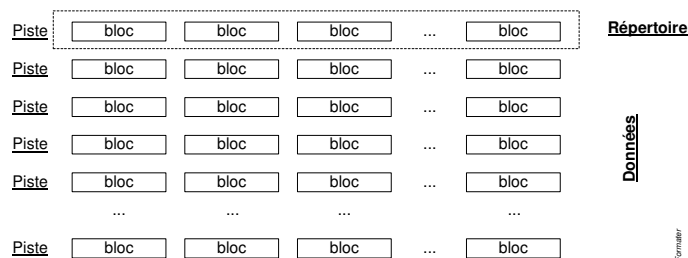 Piste bloc bloc bloc ... bloc Répertoire
Piste bloc bloc bloc ... bloc
Piste bloc bloc bloc ... bloc
Piste bloc bloc bloc ... bloc
Piste bloc bloc bloc ... bloc
... ... ... ...
Piste bloc bloc bloc ... bloc
Données
Formater